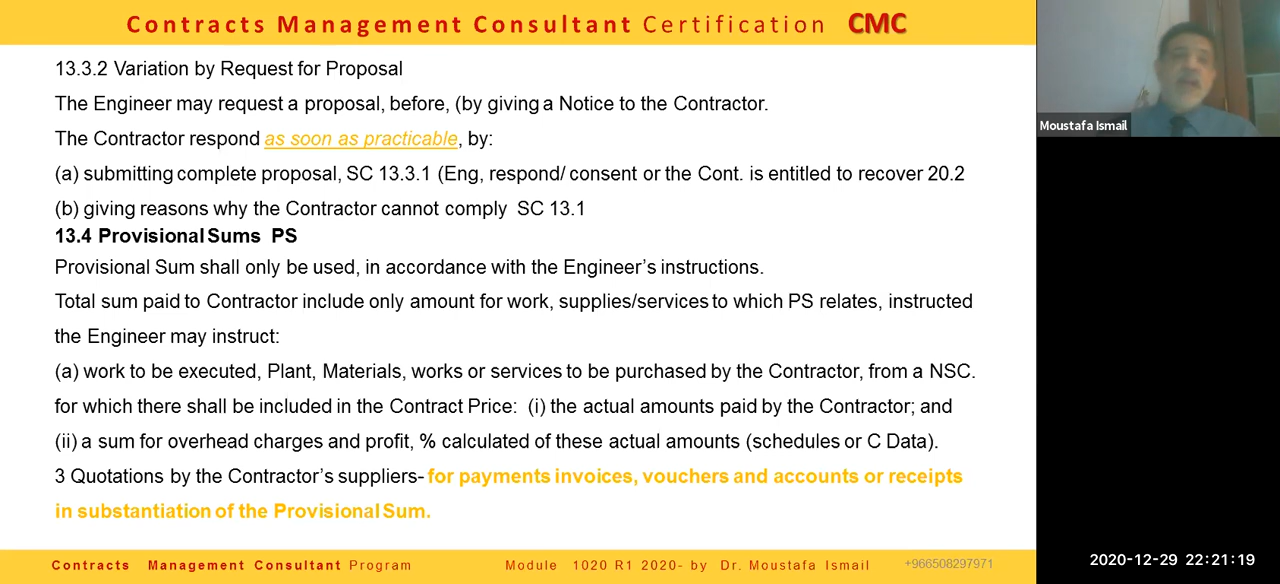 Contracts Management Consultant Certification CMC
13.3.2 Variation by Request for Proposal
The Engineer may request a proposal, before, (by giving a Notice to the Contractor.
The Contractor respond as soon as practicable, by:
(a) submitting complete proposal, SC 13.3.1 (Eng, respond/ consent or the Cont. is entitled to recover 20.2
(b) giving reasons why the Contractor cannot comply SC 13.1
13.4 Provisional Sums PS
Provisional Sum shall only be used, in accordance with the Engineer's instructions.
Total sum paid to Contractor include only amount for work, supplies/services to which PS relates, instructed
the Engineer may instruct:
(a) work to be executed, Plant, Materials, works or services to be purchased by the Contractor, from a NSC.
for which there shall be included in the Contract Price: (i) the actual amounts paid by the Contractor; and
(ii) a sum for overhead charges and profit, % calculated of these actual amounts (schedules or C Data).
3 Quotations by the Contractor's suppliers- for payments invoices, vouchers and accounts or receipts
in substantiation of the Provisional Sum.
Contracts Management Consultant Program Module 1020 R1 2020- by Dr. Moustafa Ismail +966508297971
Moustafa Ismail
2020-12-29 22:21:19